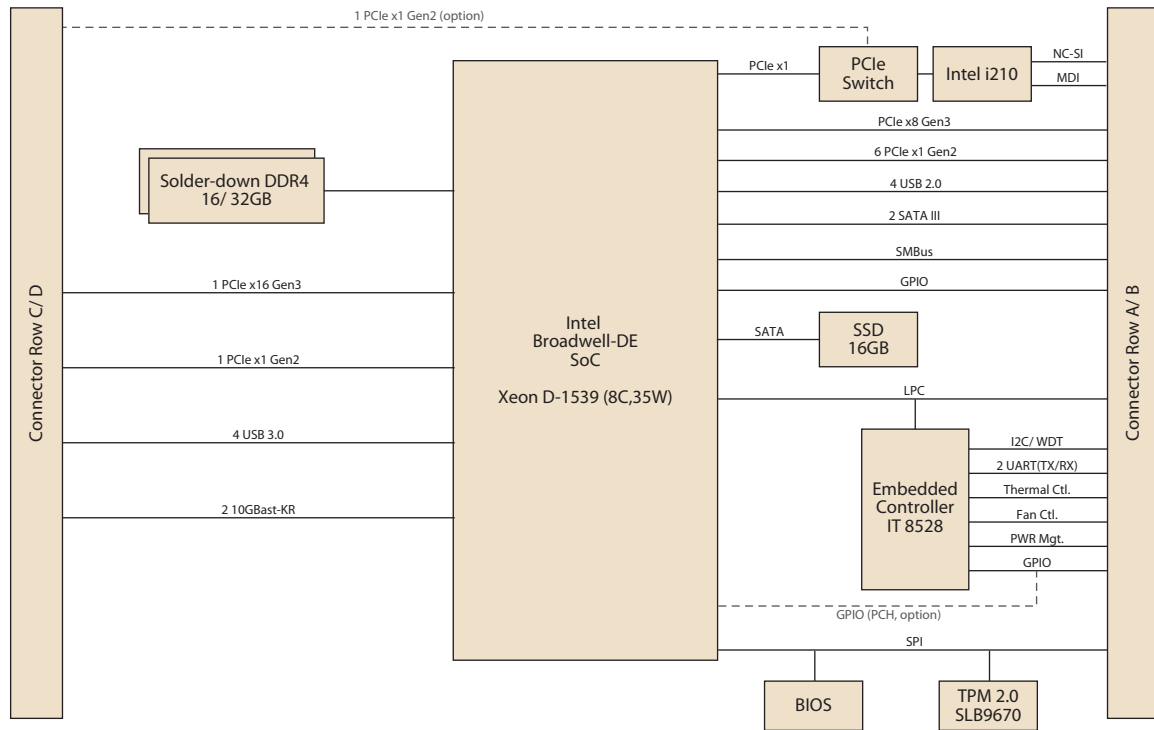 1 PCIe x1 Gen2 (option)
PCIe x1
PCIe
Switch
Intel i210
NC-SI
MDI
PCIe x8 Gen3
6 PCIe x1 Gen2
Solder-down DDR4
16/ 32GB
4 USB 2.0
2 SATA III
SMBus
GPIO
Connector Row C/ D
1 PCIe x16 Gen3
1 PCIe x1 Gen2
4 USB 3.0
2 10GBast-KR
Intel
Broadwell-DE
SoC
Xeon D-1539 (8C,35W)
SATA
SSD
16GB
Connector Row A/ B
LPC
Embedded
Controller
IT 8528
I2C/ WDT
2 UART(TX/RX)
Thermal Ctl.
Fan Ctl.
PWR Mgt.
GPIO
GPIO (PCH, option)
SPI
BIOS
TPM 2.0
SLB9670